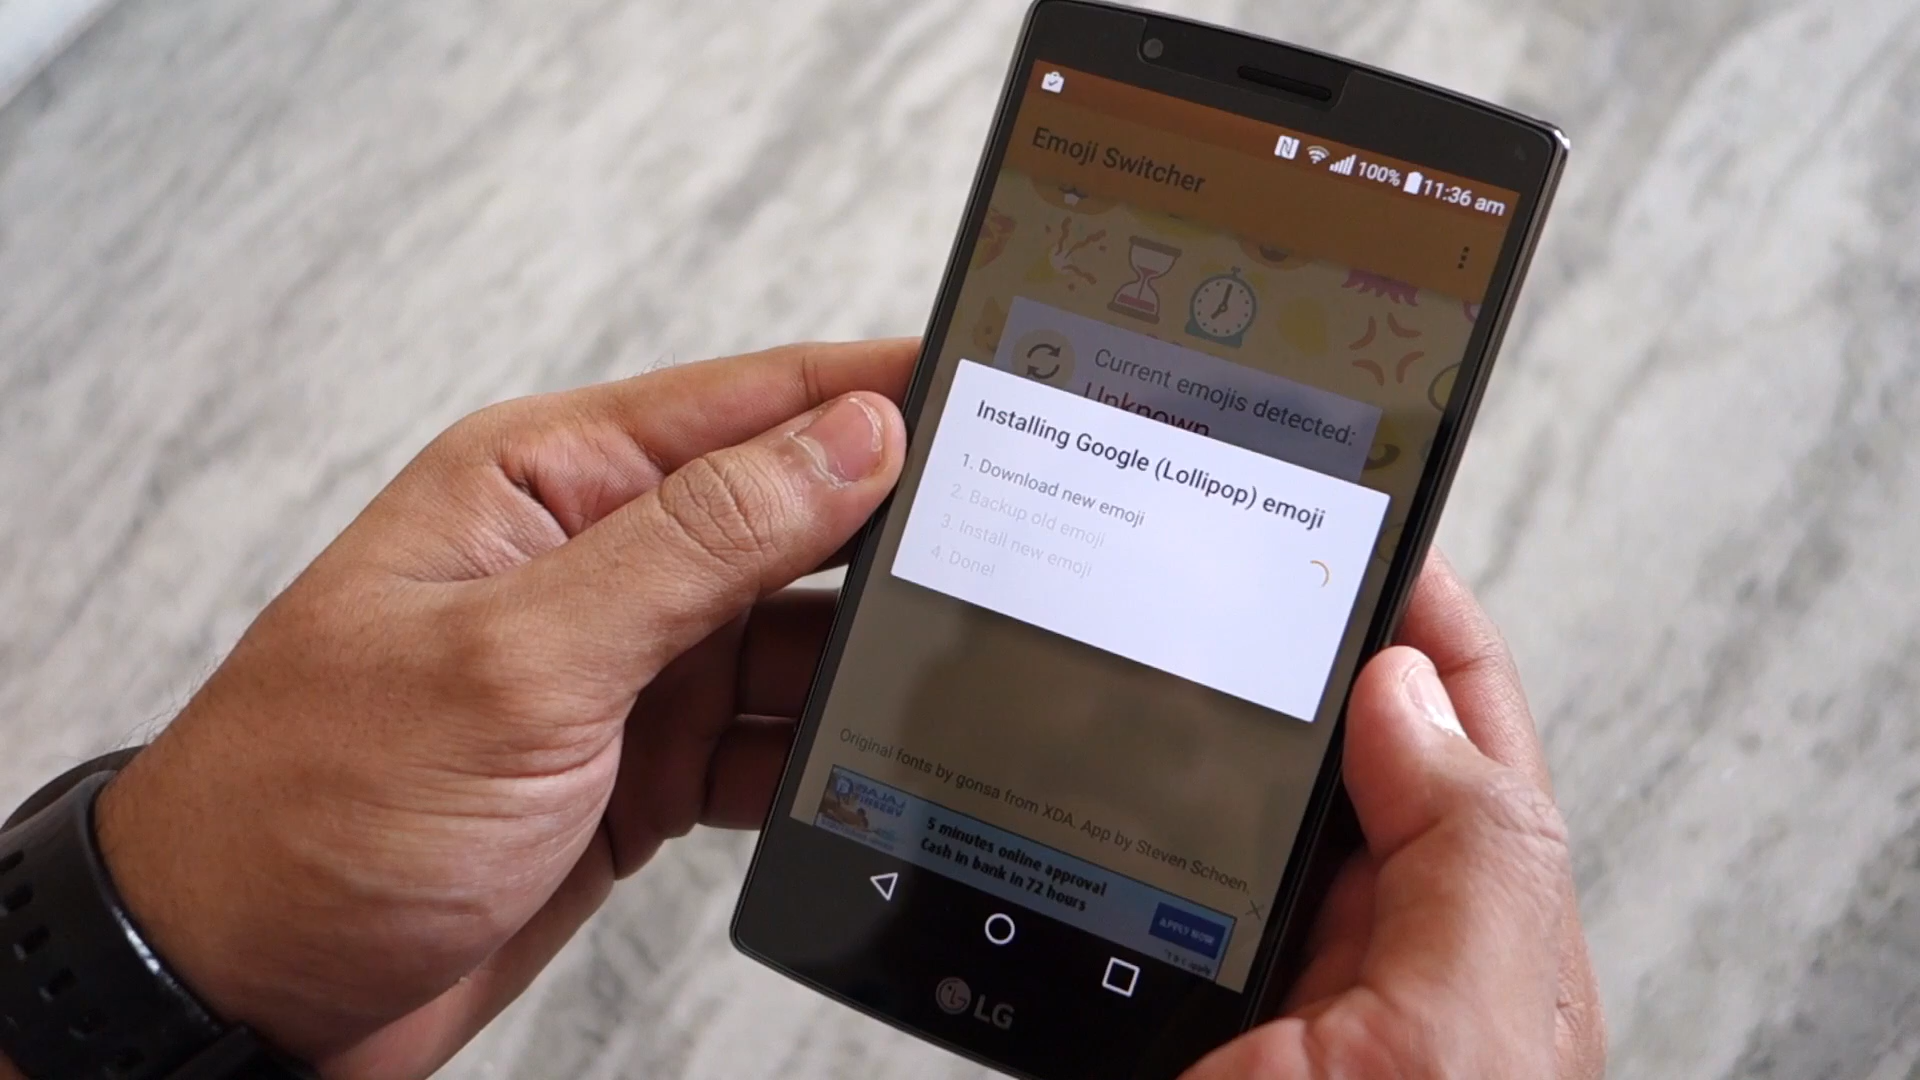 100% 11:36 am
Emoji Switcher
Current emojis detected:
Unknown
Installing Google (Lollipop) emoji
1. Download new emoji
2. Backup old emoji
3. Install new emoji
4. Done!
Original fonts by gonsa from XDA. App by Steven Schoen.
BAJAJ
FINSERV
5 minutes online approval
Cash in bank in 72 hours
APPLY NOW
LG